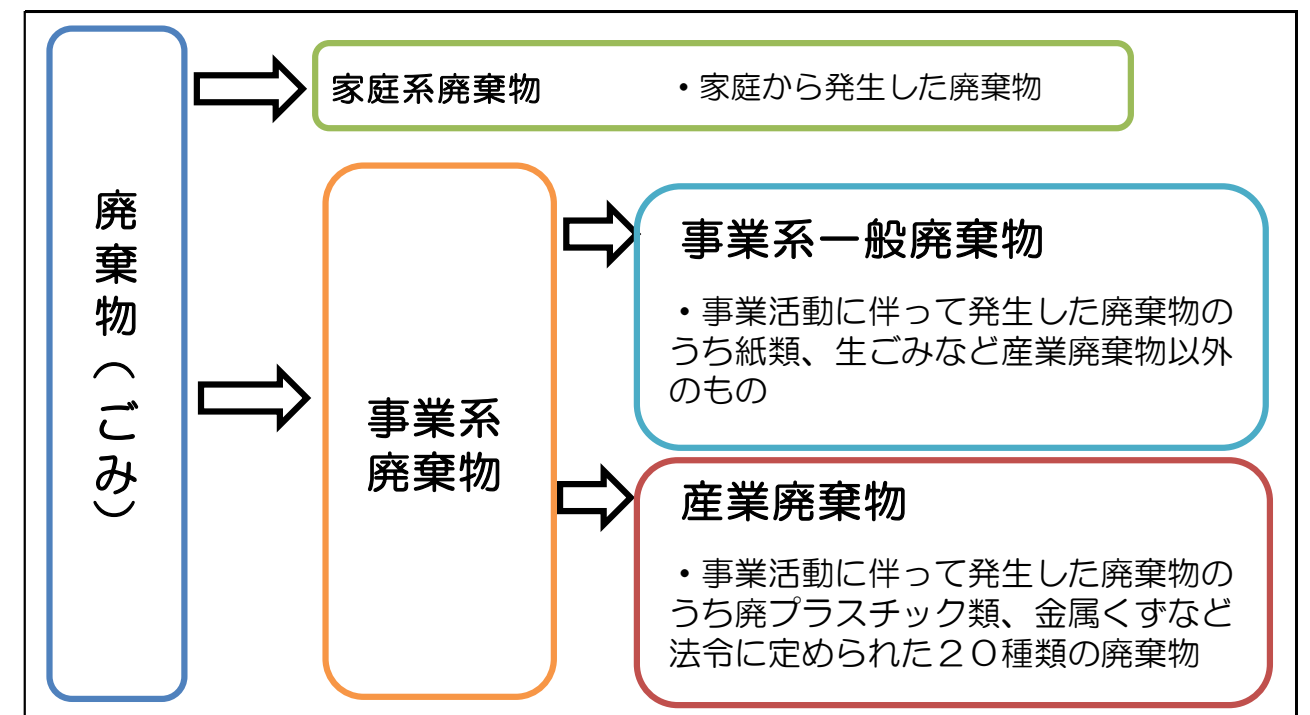 廃棄物(ごみ)
家庭系廃棄物 ・家庭から発生した廃棄物
事業系
廃棄物
事業系一般廃棄物
・事業活動に伴って発生した廃棄物の
うち紙類、生ごみなど産業廃棄物以外
のもの
産業廃棄物
・事業活動に伴って発生した廃棄物の
うち廃プラスチック類、金属くずなど
法令に定められた20種類の廃棄物